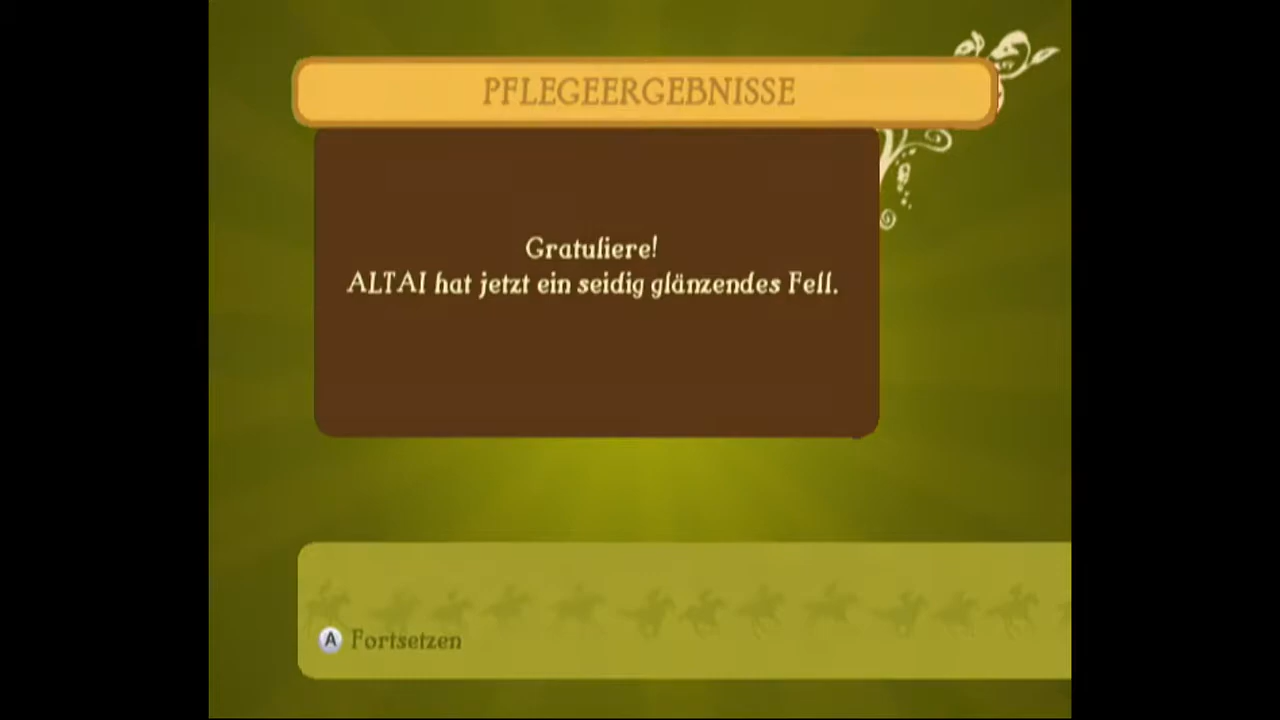 PFLEGEERGEBNISSE
Gratuliere!
ALTAI hat jetzt ein seidig glänzendes Fell.
A Fortsetzen